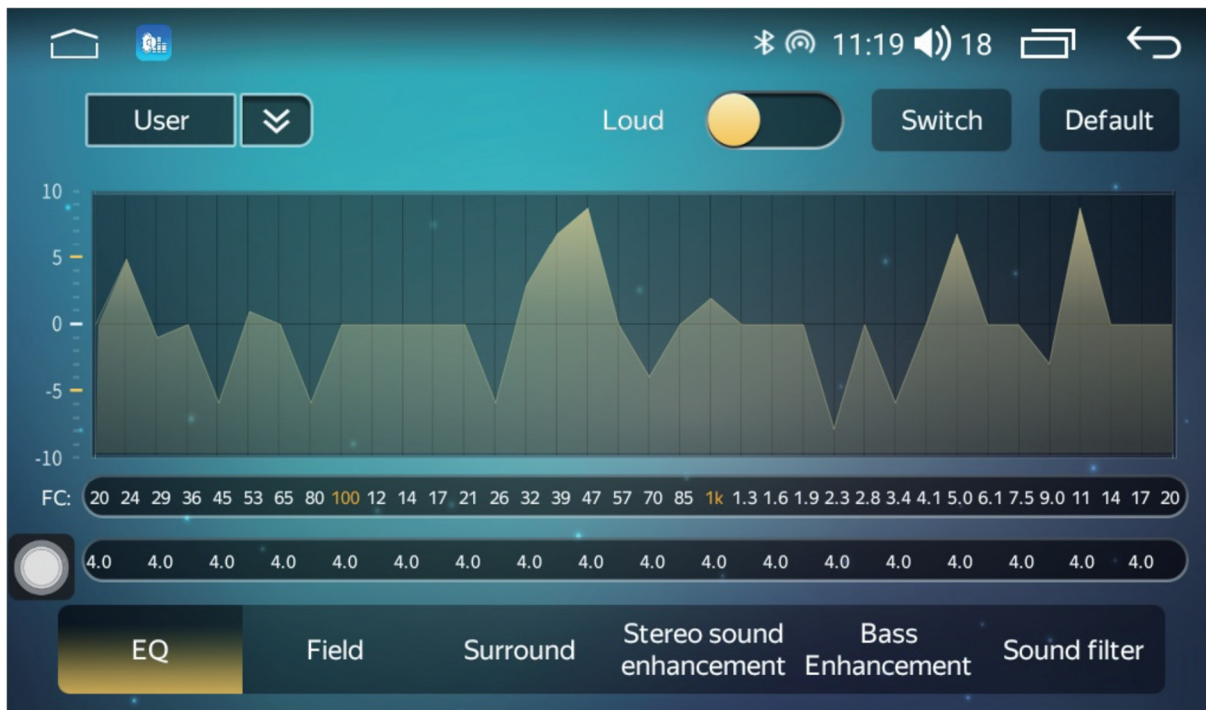 11:19 18
User Loud Switch Default
10
5
0
-5
-10
FC: 20 24 29 36 45 53 65 80 100 12 14 17 21 26 32 39 47 57 70 85 1k 1.3 1.6 1.9 2.3 2.8 3.4 4.1 5.0 6.1 7.5 9.0 11 14 17 20
4.0 4.0 4.0 4.0 4.0 4.0 4.0 4.0 4.0 4.0 4.0 4.0 4.0 4.0 4.0 4.0 4.0 4.0
EQ Field Surround Stereo sound enhancement Bass Enhancement Sound filter